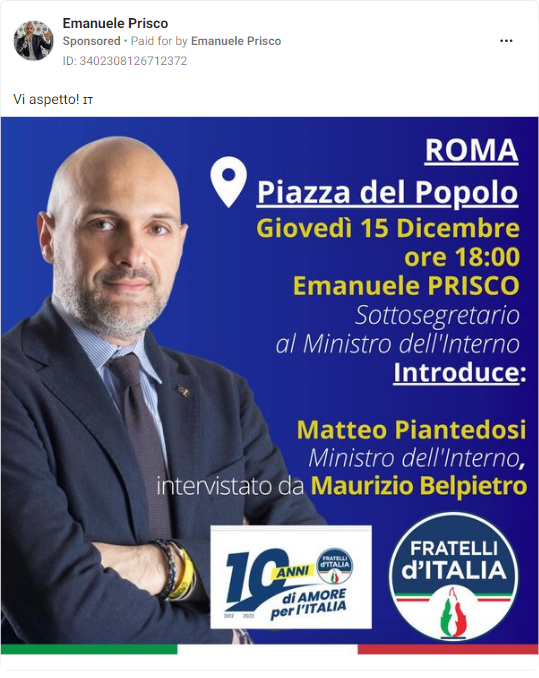 Emanuele Prisco
Sponsored • Paid for by Emanuele Prisco
ID: 3402308126712372
Vi aspetto! IT
ROMA
Piazza del Popolo
Giovedì 15 Dicembre
ore 18:00
Emanuele PRISCO
Sottosegretario
al Ministro dell'Interno
Introduce:
Matteo Piantedosi
Ministro dell'Interno,
intervistato da Maurizio Belpietro
10 ANNI
FRATELLI
d'ITALIA
di AMORE
per l'ITALIA
2012 2022
FRATELLI
d'ITALIA